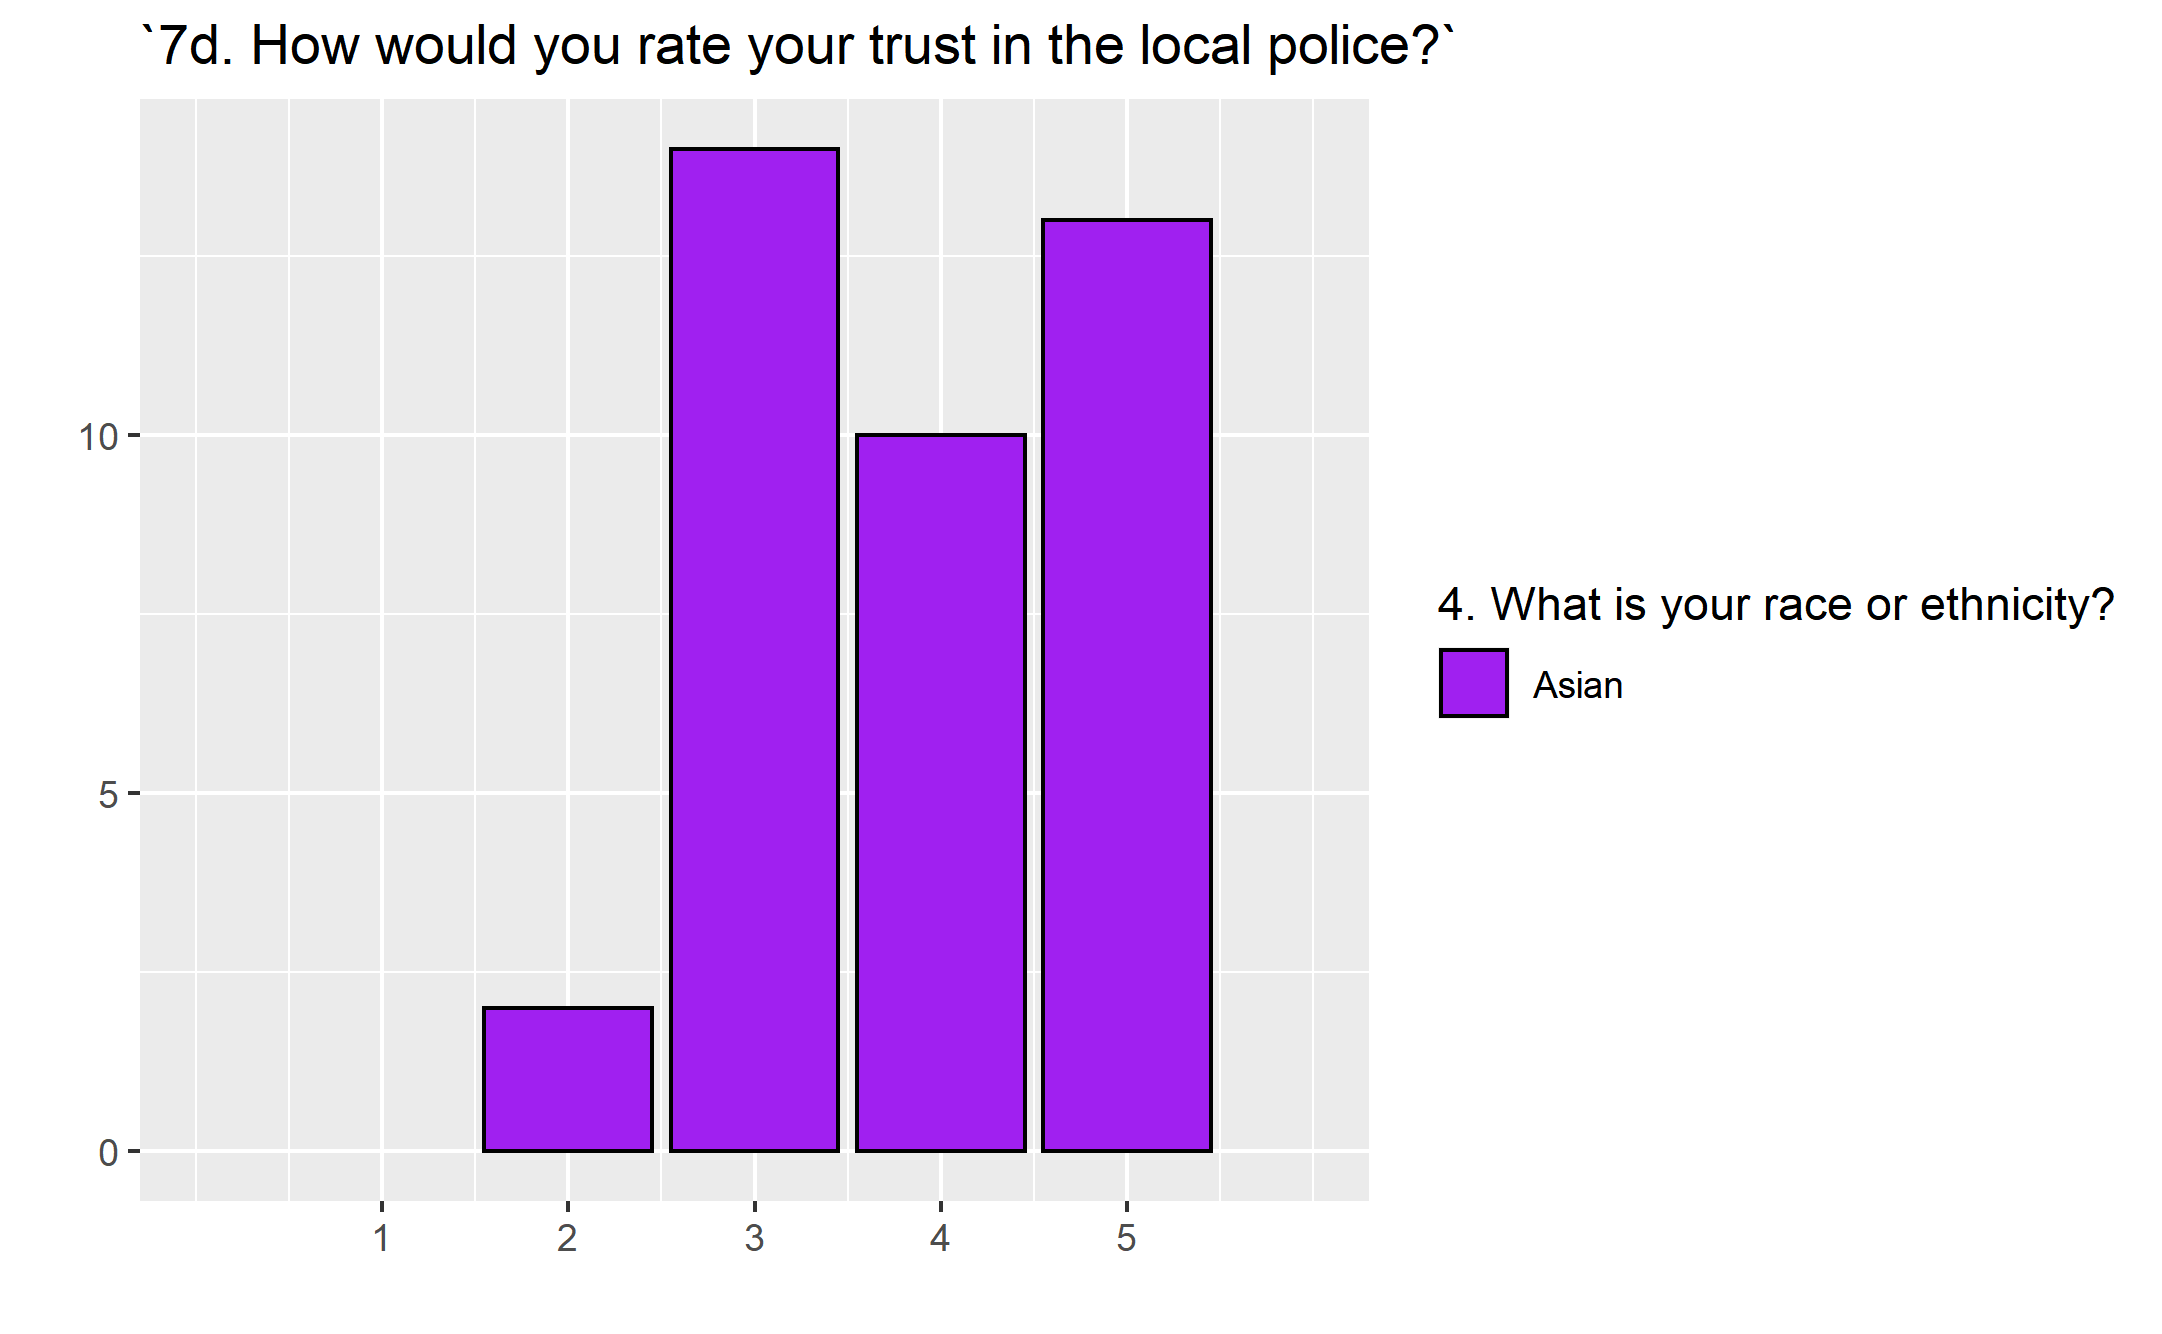 `7d. How would you rate your trust in the local police?`
10
5
0
1 2 3 4 5
4. What is your race or ethnicity?
Asian